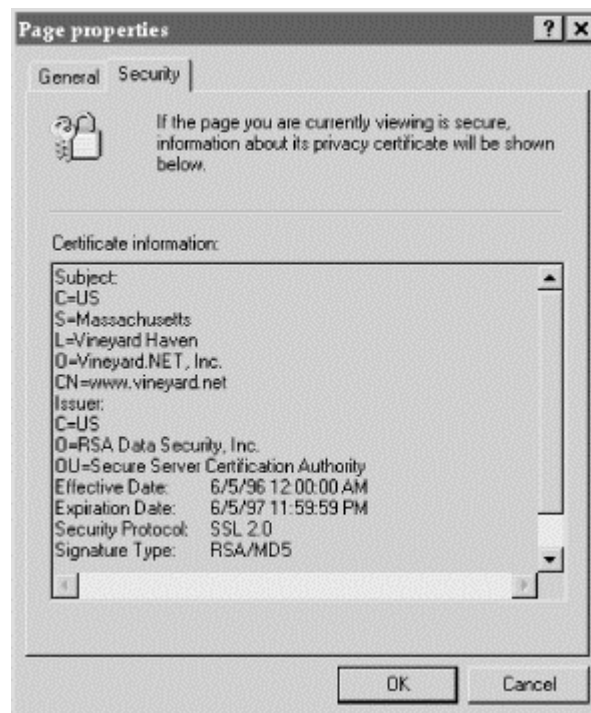 Page properties
General Security
If the page you are currently viewing is secure,
information about its privacy certificate will be shown
below.
Certificate information:
Subject:
C=US
S=Massachusetts
L=Vineyard Haven
O=Vineyard.NET, Inc.
CN=www.vineyard.net
Issuer:
C=US
O=RSA Data Security, Inc.
OU=Secure Server Certification Authority
Effective Date: 6/5/96 12:00:00 AM
Expiration Date: 6/5/97 11:59:59 PM
Security Protocol: SSL 2.0
Signature Type: RSA/MD5
OK Cancel